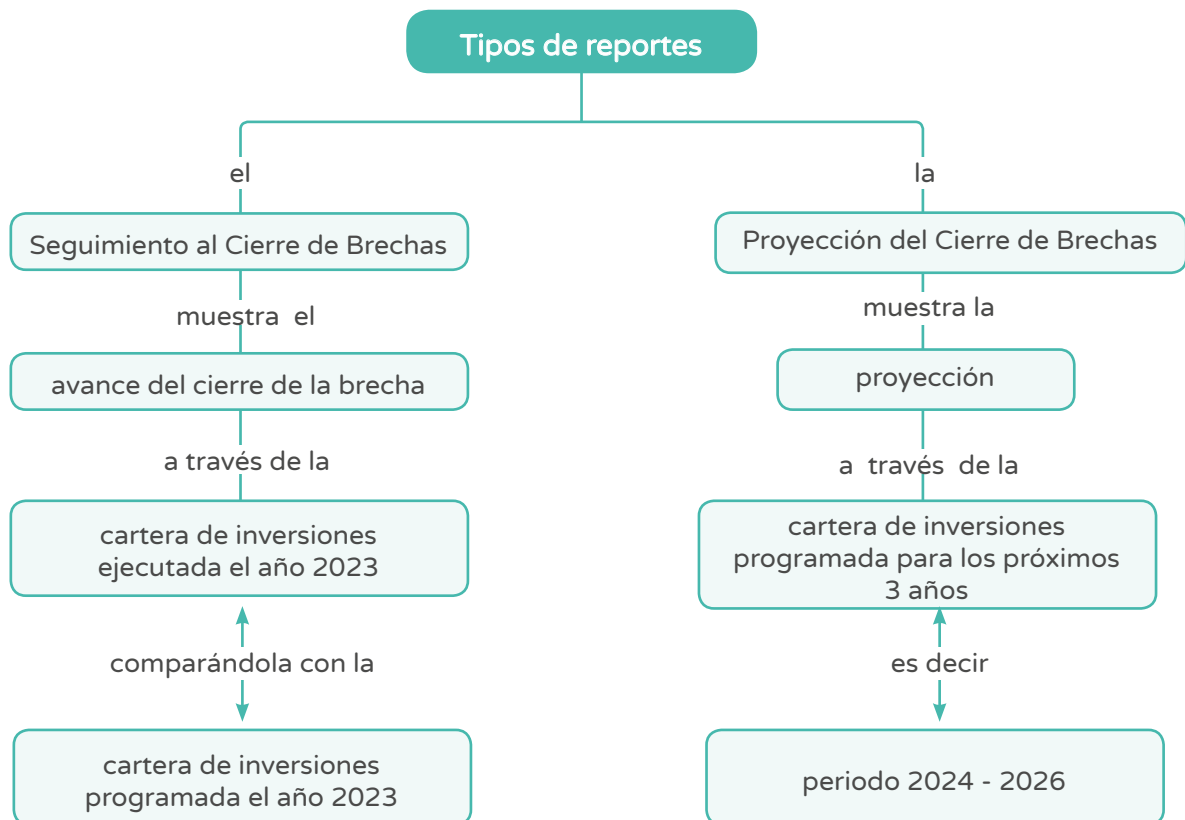 Tipos de reportes
el
Seguimiento al Cierre de Brechas
muestra el
avance del cierre de la brecha
a través de la
cartera de inversiones
ejecutada el año 2023
comparándola con la
cartera de inversiones
programada el año 2023
la
Proyección del Cierre de Brechas
muestra la
proyección
a través de la
cartera de inversiones
programada para los próximos
3 años
es decir
periodo 2024 - 2026